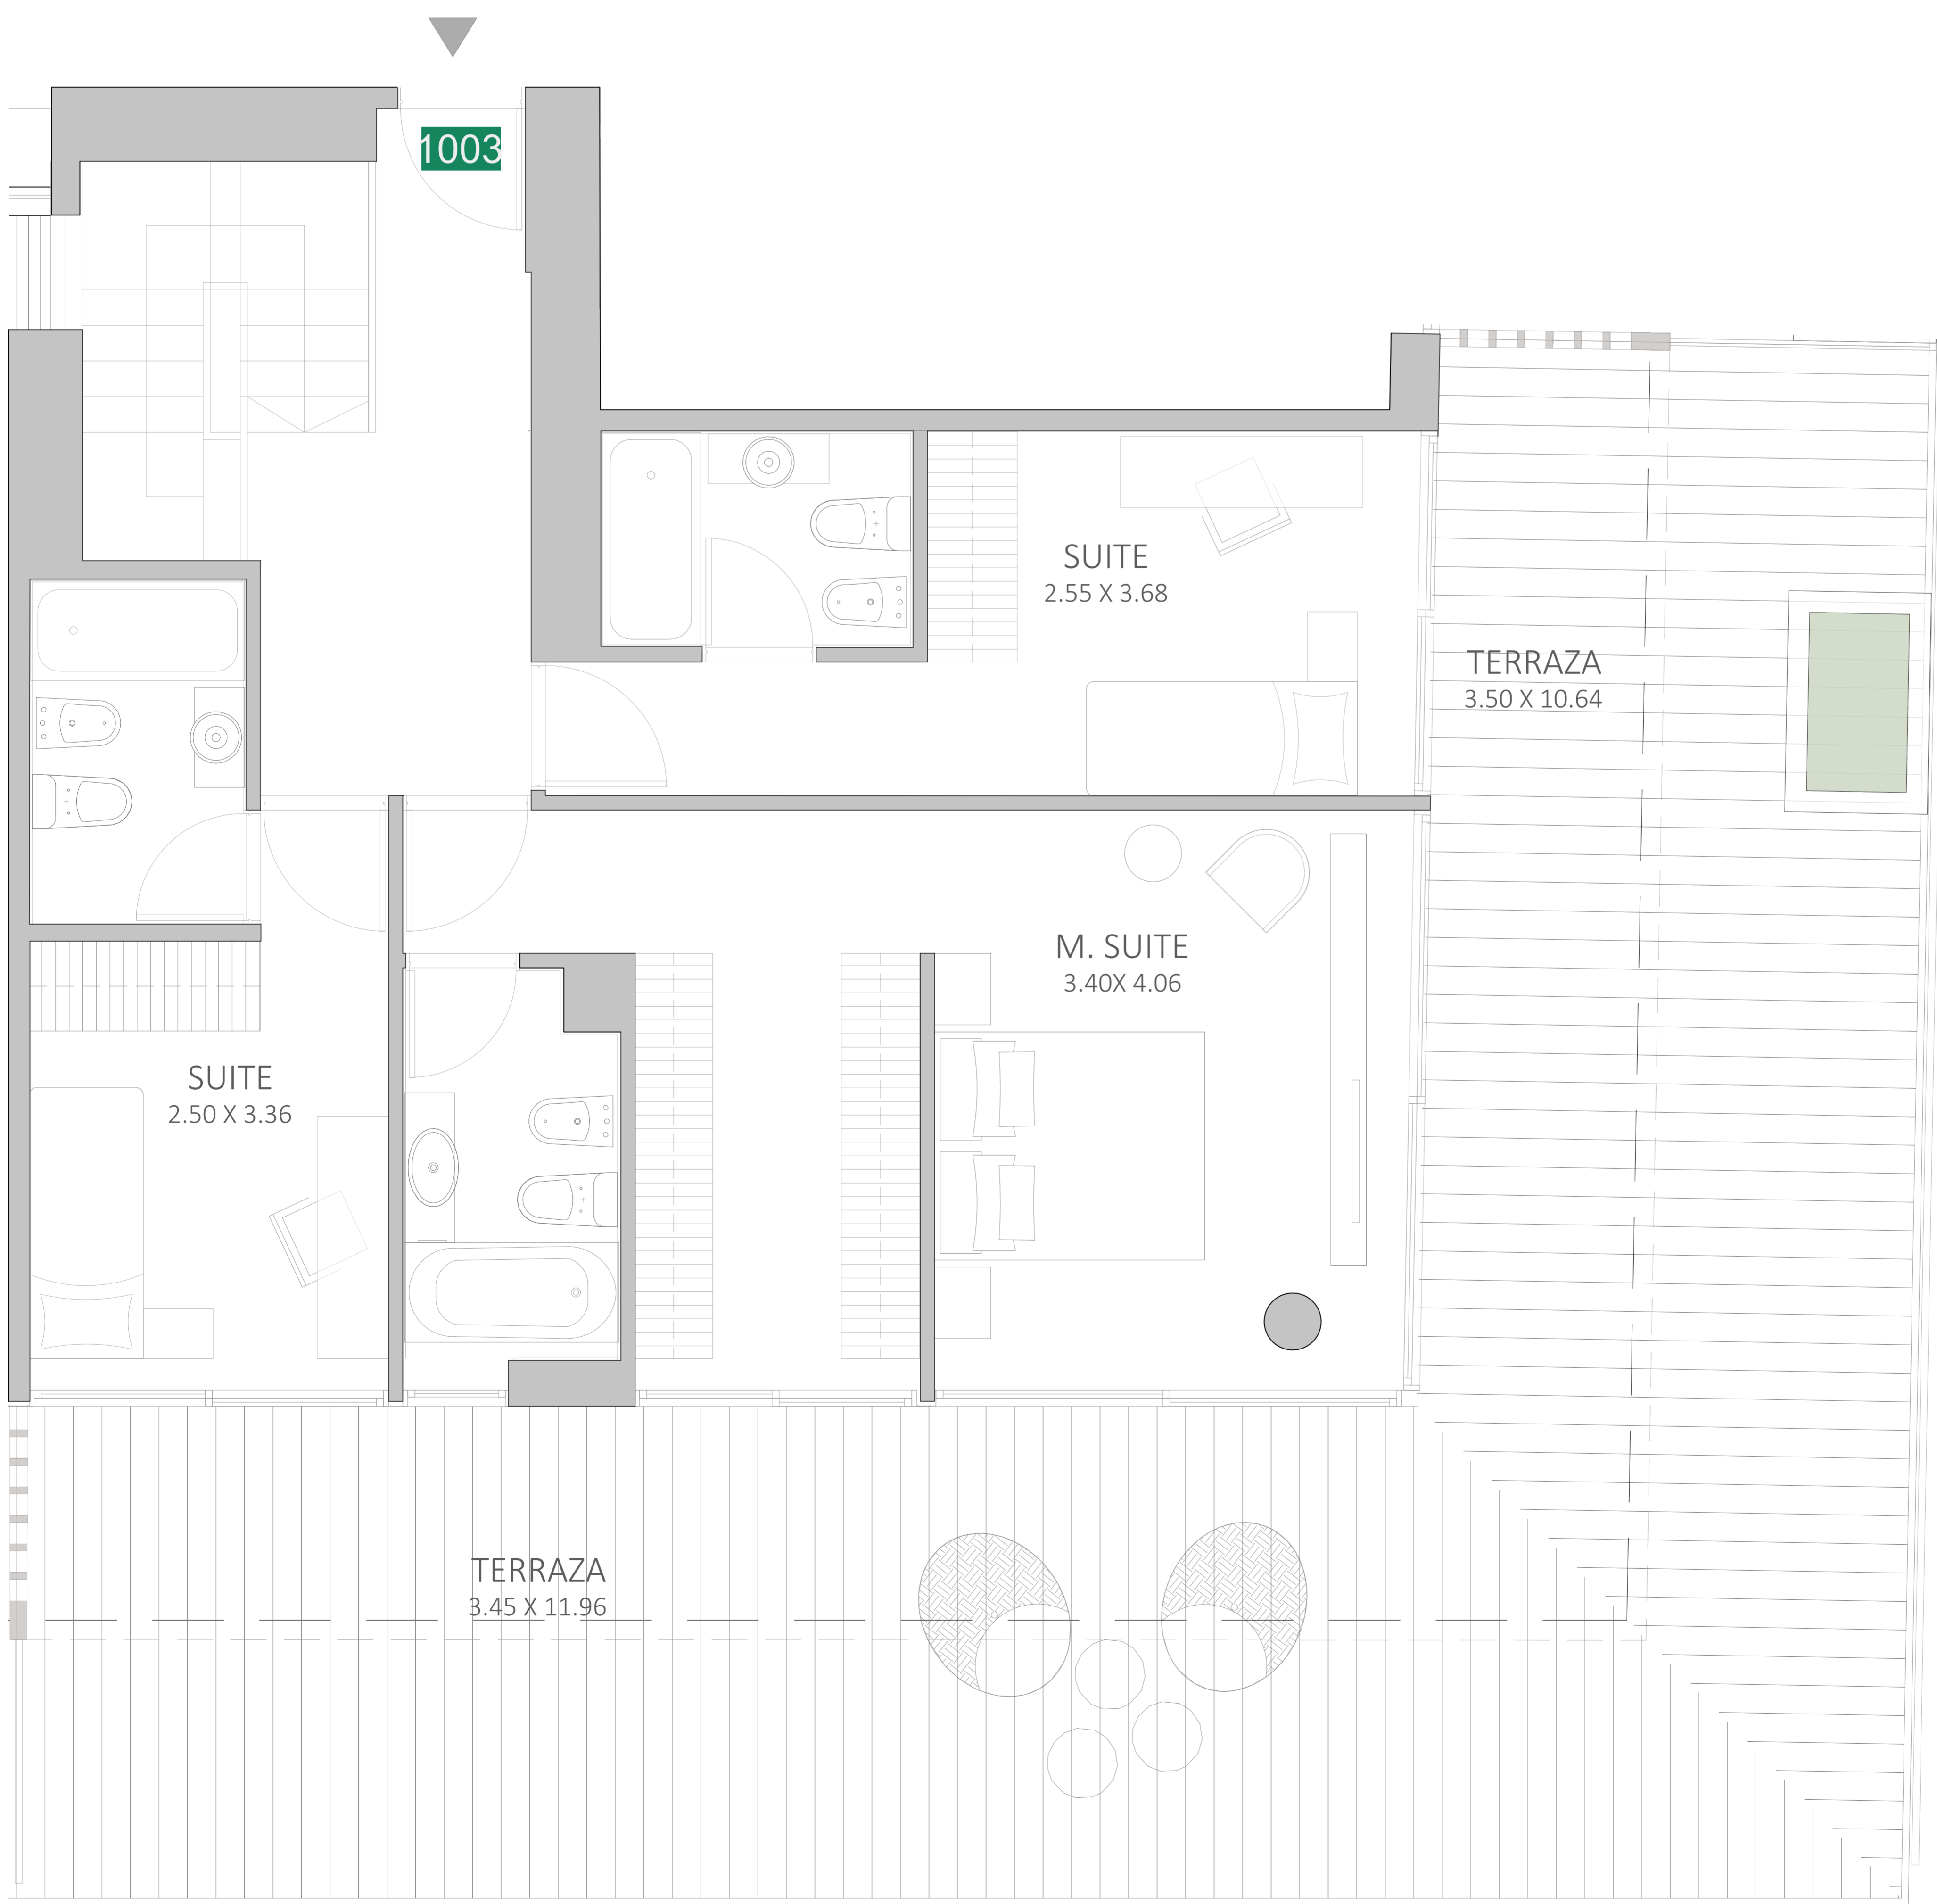 1003
SUITE
2.55 X 3.68
TERRAZA
3.50 X 10.64
M. SUITE
3.40X 4.06
SUITE
2.50 X 3.36
TERRAZA
3.45 X 11.96